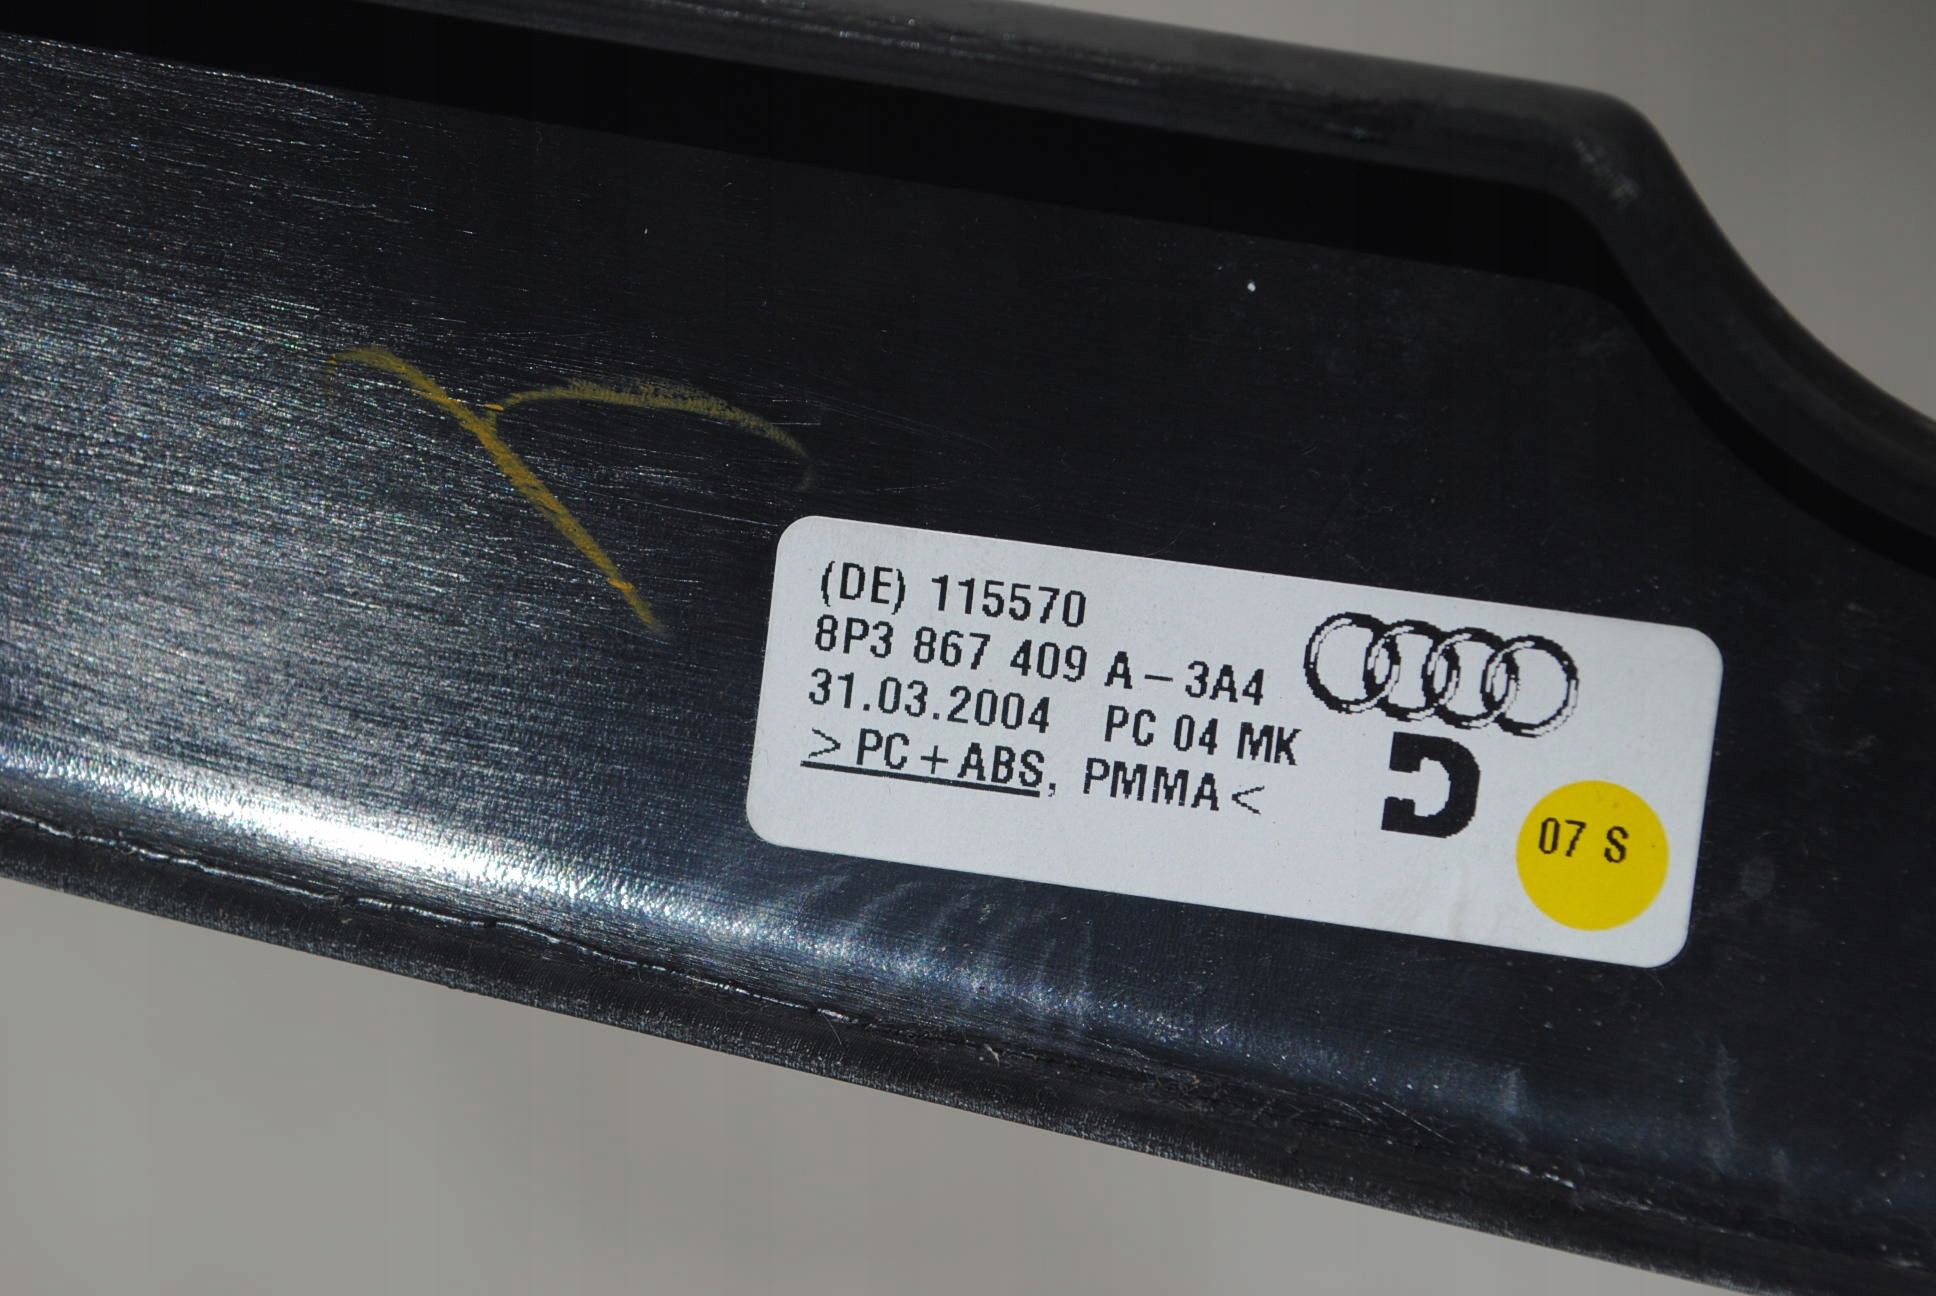 (DE) 115570
8P3 867 409 A-3A4
31.03.2004 PC 04 MK
>PC+ABS, PMMA<
07 S